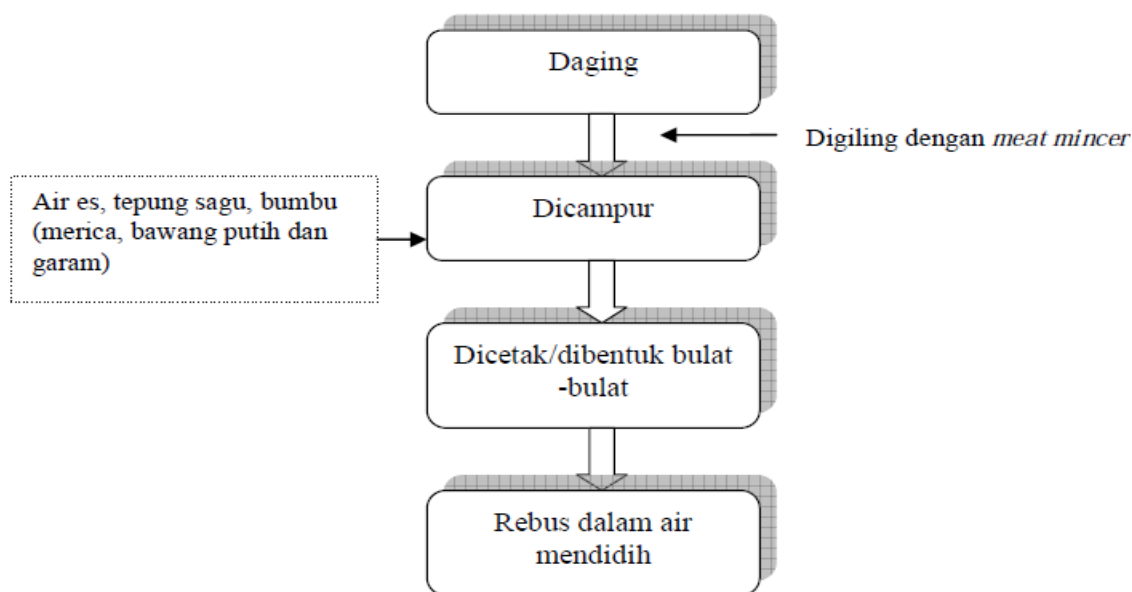 Daging
Digiling dengan meat mincer
Air es, tepung sagu, bumbu
(merica, bawang putih dan
garam)
Dicampur
Dicetak/dibentuk bulat
-bulat
Rebus dalam air
mendidih